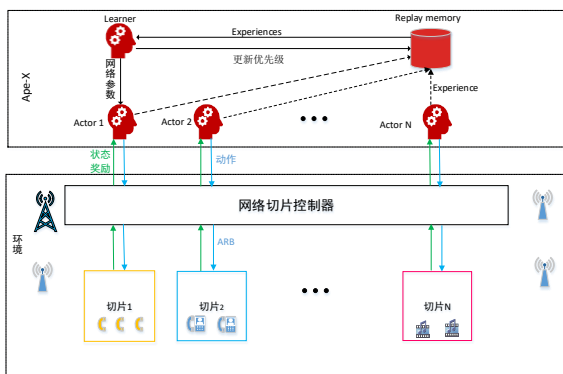 Learner
Replay memory
Experiences
更新优先级
网络
参数
Ape-X
Experience
Actor 1
Actor 2
Actor N
状态
奖励
动作
网络切片控制器
环境
ARB
切片1
切片2
切片N